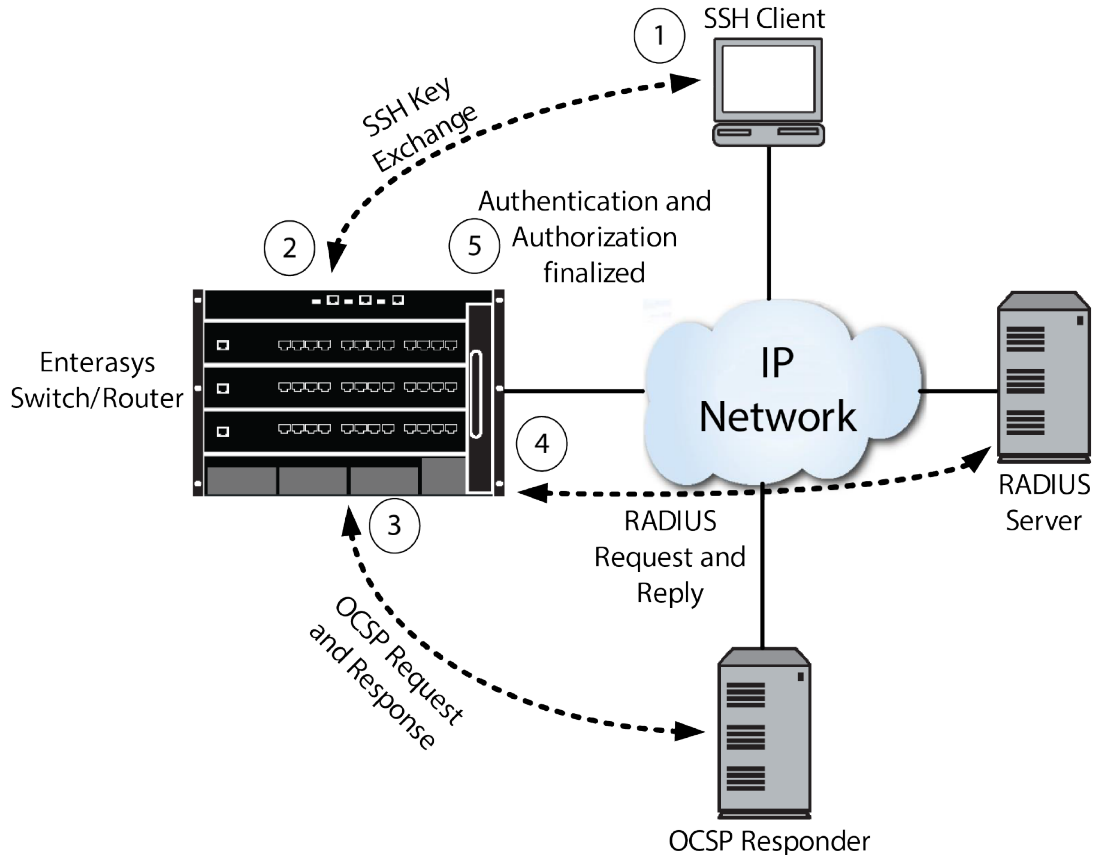 SSH Client
1
SSH Key
Exchange
Authentication and
Authorization
finalized
2
5
Enterasys
Switch/Router
IP
Network
4
RADIUS
Server
3
RADIUS
Request and
Reply
OCSP Request
and Response
OCSP Responder